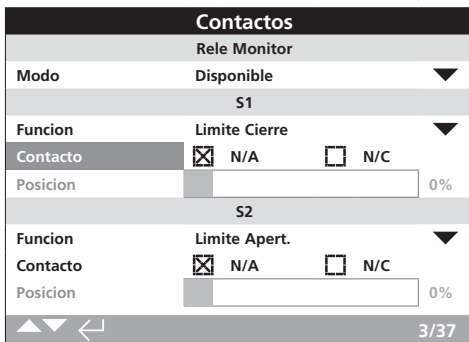 Contactos
Rele Monitor
Modo Disponible
S1
Funcion Limite Cierre
Contacto N/A N/C
Posicion 0%
S2
Funcion Limite Apert.
Contacto N/A N/C
Posicion 0%
3/37